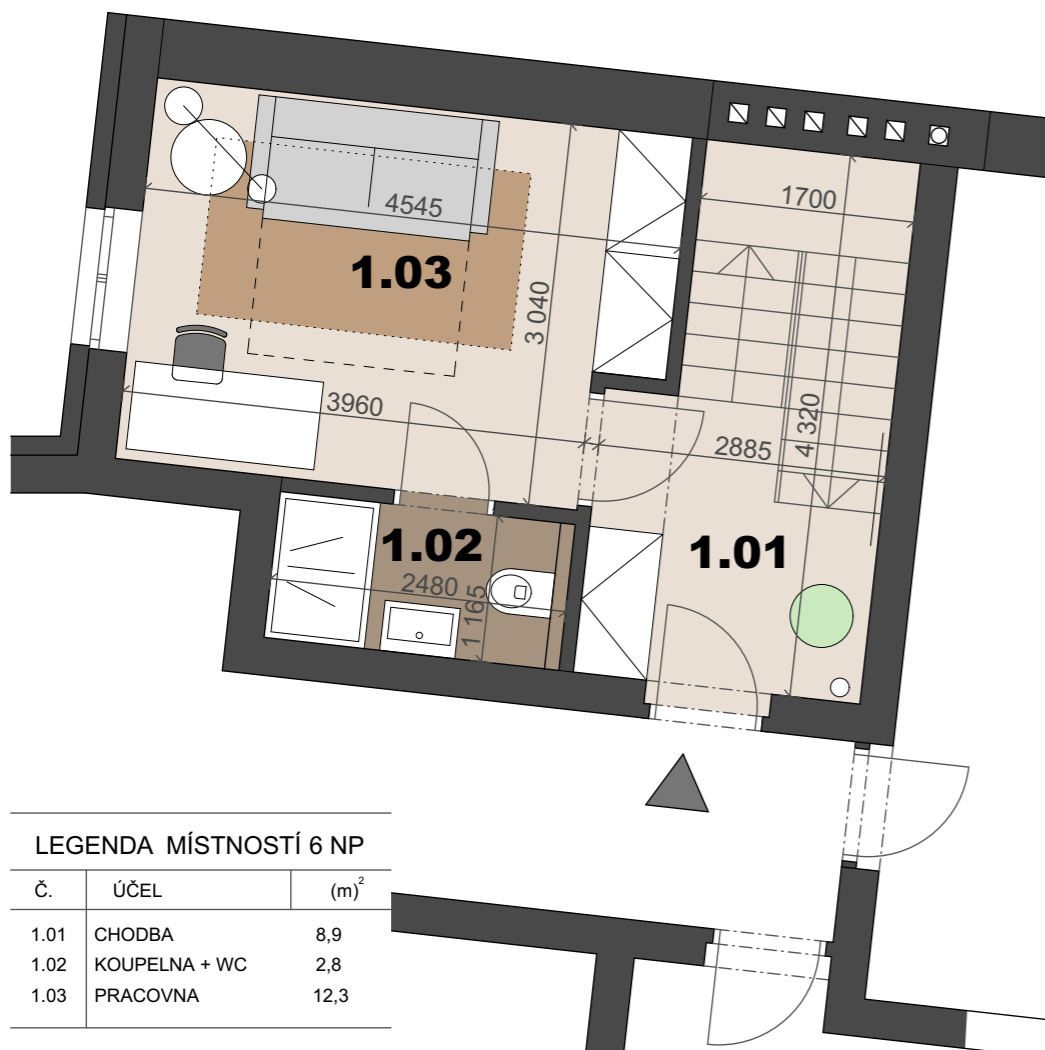 1700
4545
1.03
3 040
3960
2885
4 320
1.02
1.01
2480
1 165
LEGENDA MÍSTNOSTÍ 6 NP
Č. ÚČEL (m)²
1.01 CHODBA 8,9
1.02 KOUPELNA + WC 2,8
1.03 PRACOVNA 12,3